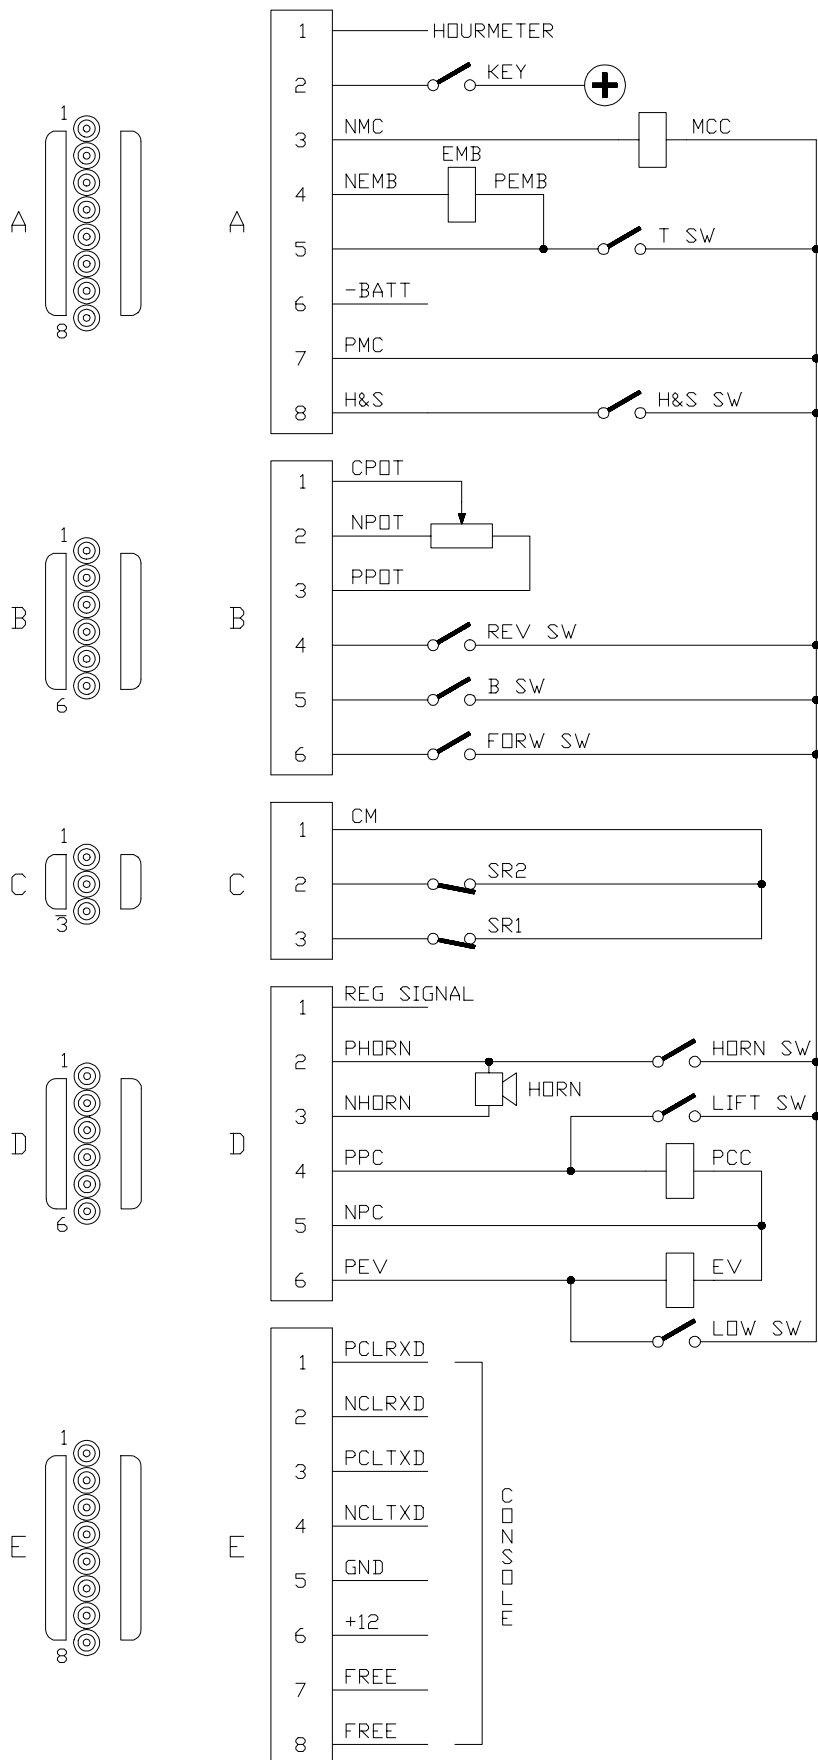 1 HOURMETER
2 KEY
1
3 NMC MCC
EMB
4 NEMB PEMB
A A
5 T SW
6 -BATT
8
7 PMC
8 H&S H&S SW
1 CPOT
1
2 NPOT
3 PPOT
B B
4 REV SW
5 B SW
6
6 FORW SW
1 CM
1
C C
2 SR2
3
3 SR1
1 REG SIGNAL
2 PHORN HORN SW
1
HORN
3 NHORN LIFT SW
D D
4 PPC PCC
5 NPC
6
6 PEV EV
LOW SW
1 PCLRXD
2 NCLRXD
1
3 PCLTXD
4 NCLTXD
E E
5 GND
CONSOLE
6 +12
8
7 FREE
8 FREE